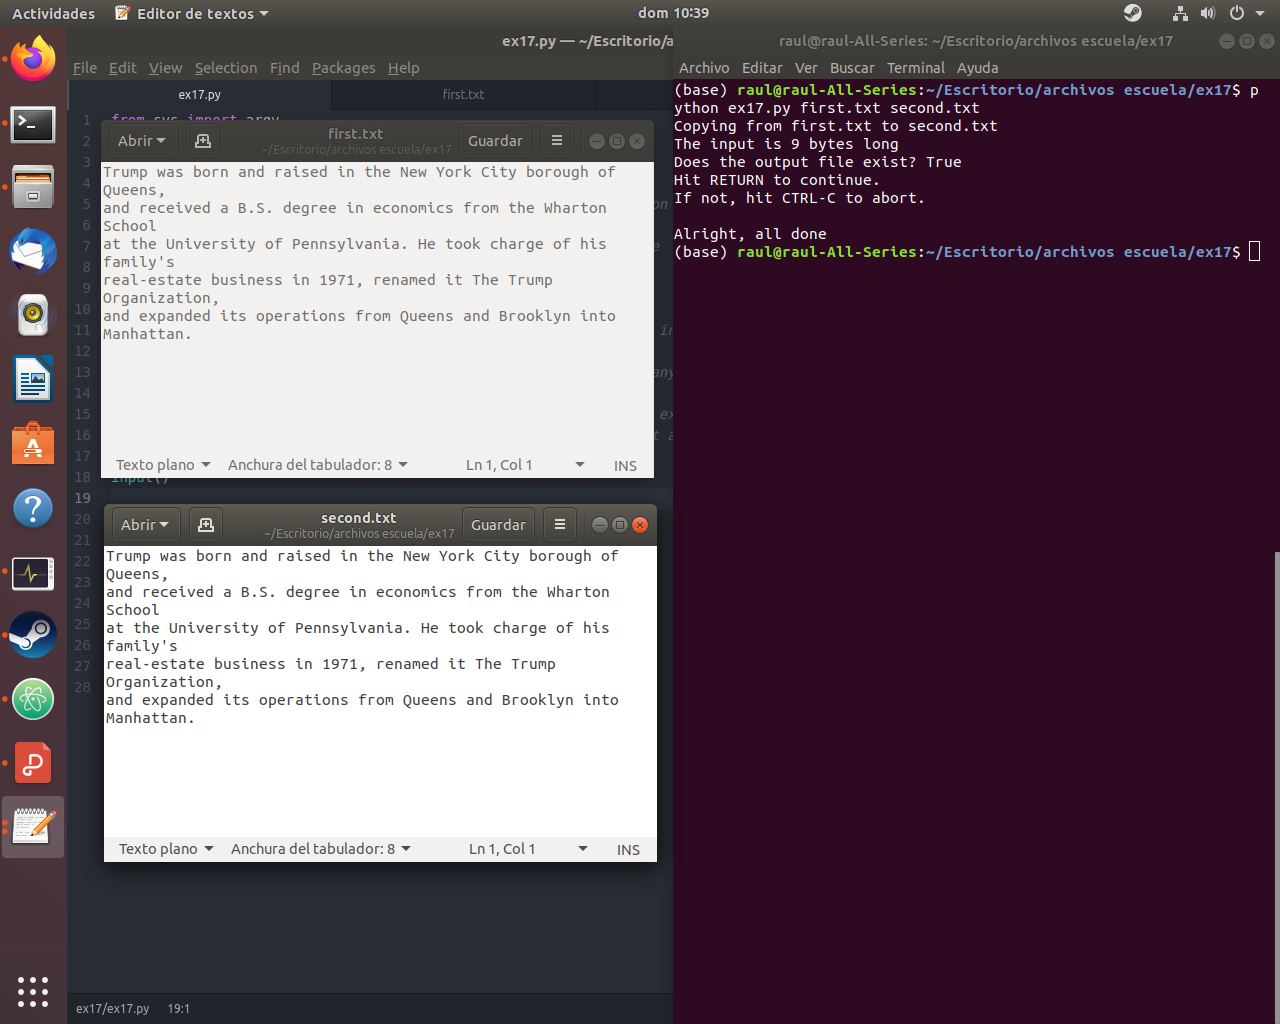 Actividades
Editor de textos
dom 10:39
ex17.py — ~/Escritorio/a
File Edit View Selection Find Packages Help
ex17.py
first.txt
1 from sys import argv
2
3
4
5
6
7
8
9
10
11
12
13
14
15
16
17
18 input()
19
20
21
22
23
24
25
26
27
28
Abrir
first.txt
~/Escritorio/archivos escuela/ex17
Guardar
Trump was born and raised in the New York City borough of
Queens,
and received a B.S. degree in economics from the Wharton
School
at the University of Pennsylvania. He took charge of his
family's
real-estate business in 1971, renamed it The Trump
Organization,
and expanded its operations from Queens and Brooklyn into
Manhattan.
Texto plano
Anchura del tabulador: 8
Ln 1, Col 1
INS
Abrir
second.txt
~/Escritorio/archivos escuela/ex17
Guardar
Trump was born and raised in the New York City borough of
Queens,
and received a B.S. degree in economics from the Wharton
School
at the University of Pennsylvania. He took charge of his
family's
real-estate business in 1971, renamed it The Trump
Organization,
and expanded its operations from Queens and Brooklyn into
Manhattan.
Texto plano
Anchura del tabulador: 8
Ln 1, Col 1
INS
ex17/ex17.py 19:1
raul@raul-All-Series: ~/Escritorio/archivos escuela/ex17
Archivo Editar Ver Buscar Terminal Ayuda
(base) raul@raul-All-Series:~/Escritorio/archivos escuela/ex17$ p
ython ex17.py first.txt second.txt
Copying from first.txt to second.txt
The input is 9 bytes long
Does the output file exist? True
Hit RETURN to continue.
If not, hit CTRL-C to abort.
Alright, all done
(base) raul@raul-All-Series:~/Escritorio/archivos escuela/ex17$